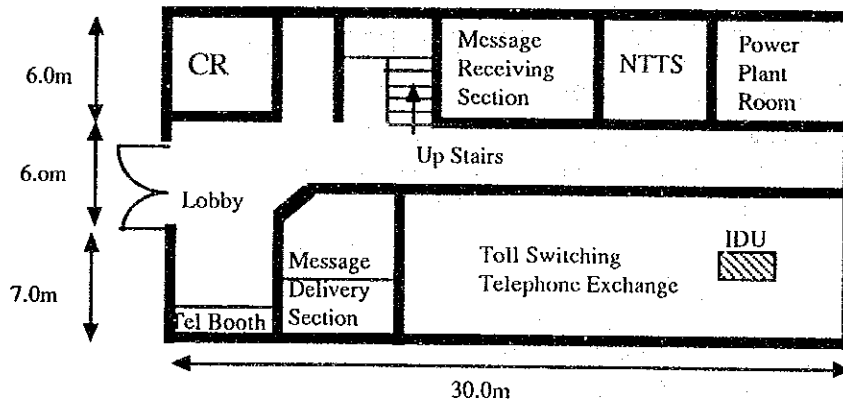 6.0m
CR
Message
Receiving
Section
NTTS
Power
Plant
Room
6.om
Up Stairs
Lobby
7.0m
Message
Delivery
Section
Tel Booth
Toll Switching
Telephone Exchange
IDU
30.0m